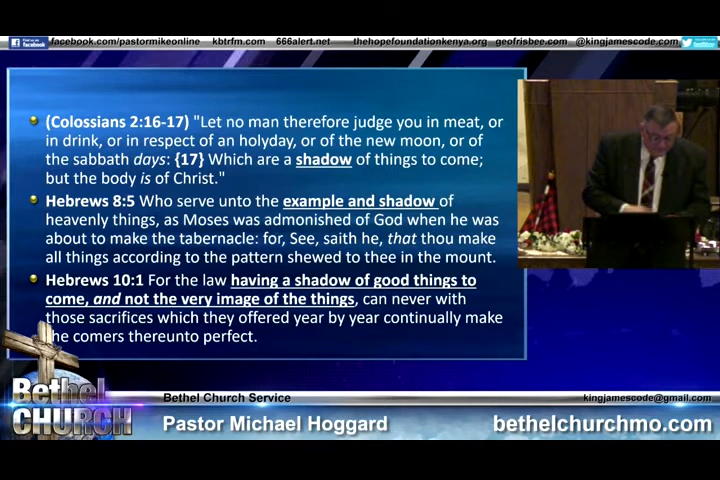 Find us on facebook facebook.com/pastormikeonline kbtrfm.com 666alert.net thehopefoundationkenya.org geofrisbee.com @kingjamescode.com twitter
(Colossians 2:16-17) "Let no man therefore judge you in meat, or
in drink, or in respect of an holyday, or of the new moon, or of
the sabbath days: {17} Which are a shadow of things to come;
but the body is of Christ."
Hebrews 8:5 Who serve unto the example and shadow of
heavenly things, as Moses was admonished of God when he was
about to make the tabernacle: for, See, saith he, that thou make
all things according to the pattern shewed to thee in the mount.
Hebrews 10:1 For the law having a shadow of good things to
come, and not the very image of the things, can never with
those sacrifices which they offered year by year continually make
the comers thereunto perfect.
Bethel
CHURCH
Bethel Church Service kingjamescode@gmail.com
Pastor Michael Hoggard bethelchurchmo.com